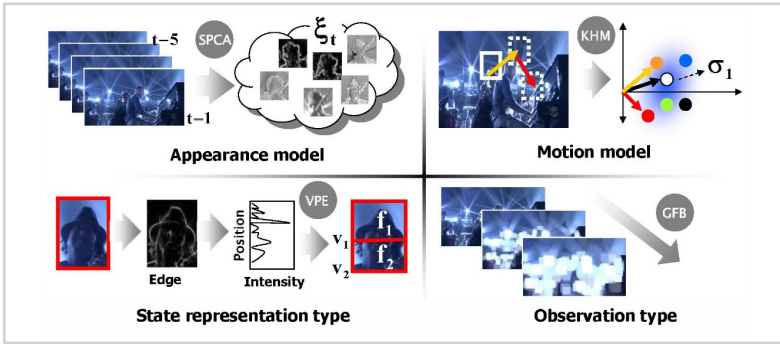 t-5
SPCA
t-1
ξt
Appearance model
KHM
σ1
Motion model
Edge
Position
Intensity
VPE
v1
v2
f1
f2
State representation type
GFB
Observation type